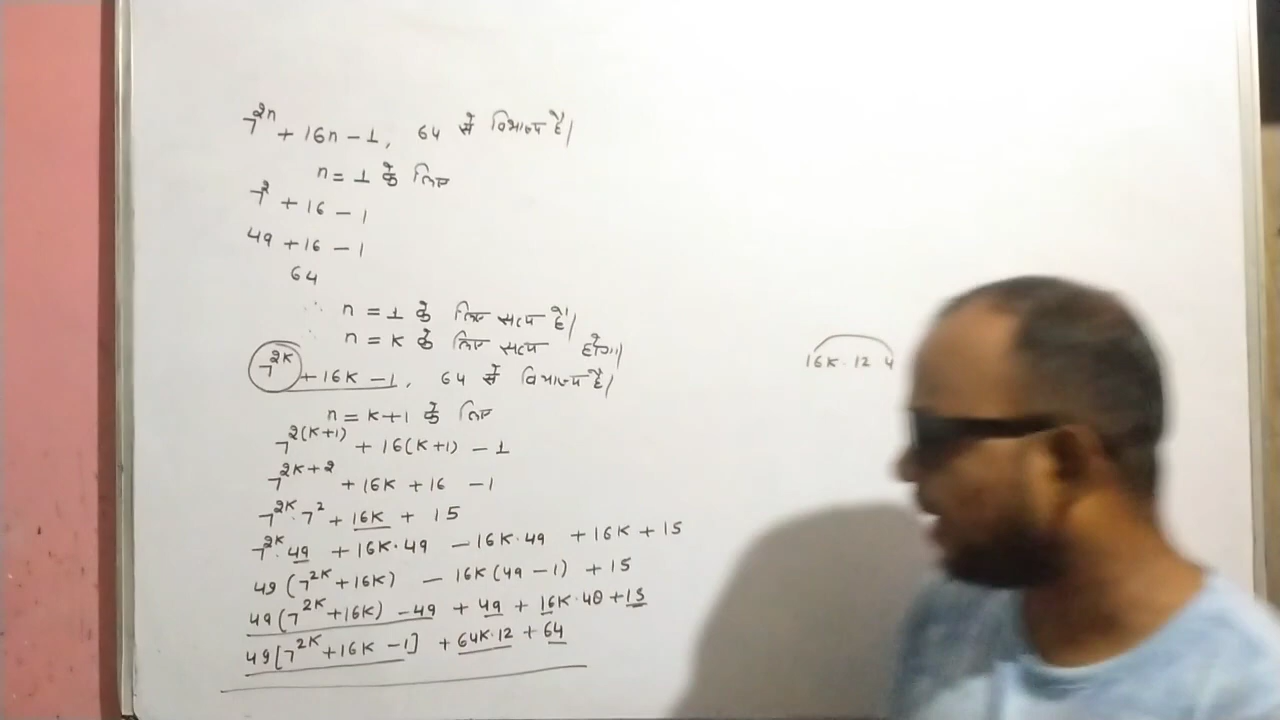 7^{2n} + 16n - 1, 64 से विभाज्य है।
n = 1 के लिए
7^2 + 16 - 1
49 + 16 - 1
64
∴ n = 1 के लिए सत्य है।
∴ n = K के लिए सत्य होगा।
7^{2K} + 16K - 1, 64 से विभाज्य है।
16K · 12 4
n = K+1 के लिए
7^{2(K+1)} + 16(K+1) - 1
7^{2K+2} + 16K + 16 - 1
7^{2K} · 7^2 + 16K + 15
7^{2K} · 49 + 16K · 49 - 16K · 49 + 16K + 15
49 (7^{2K} + 16K) - 16K (49 - 1) + 15
49 (7^{2K} + 16K) - 49 + 49 + 16K · 48 + 15
49 [7^{2K} + 16K - 1] + 64K · 12 + 64